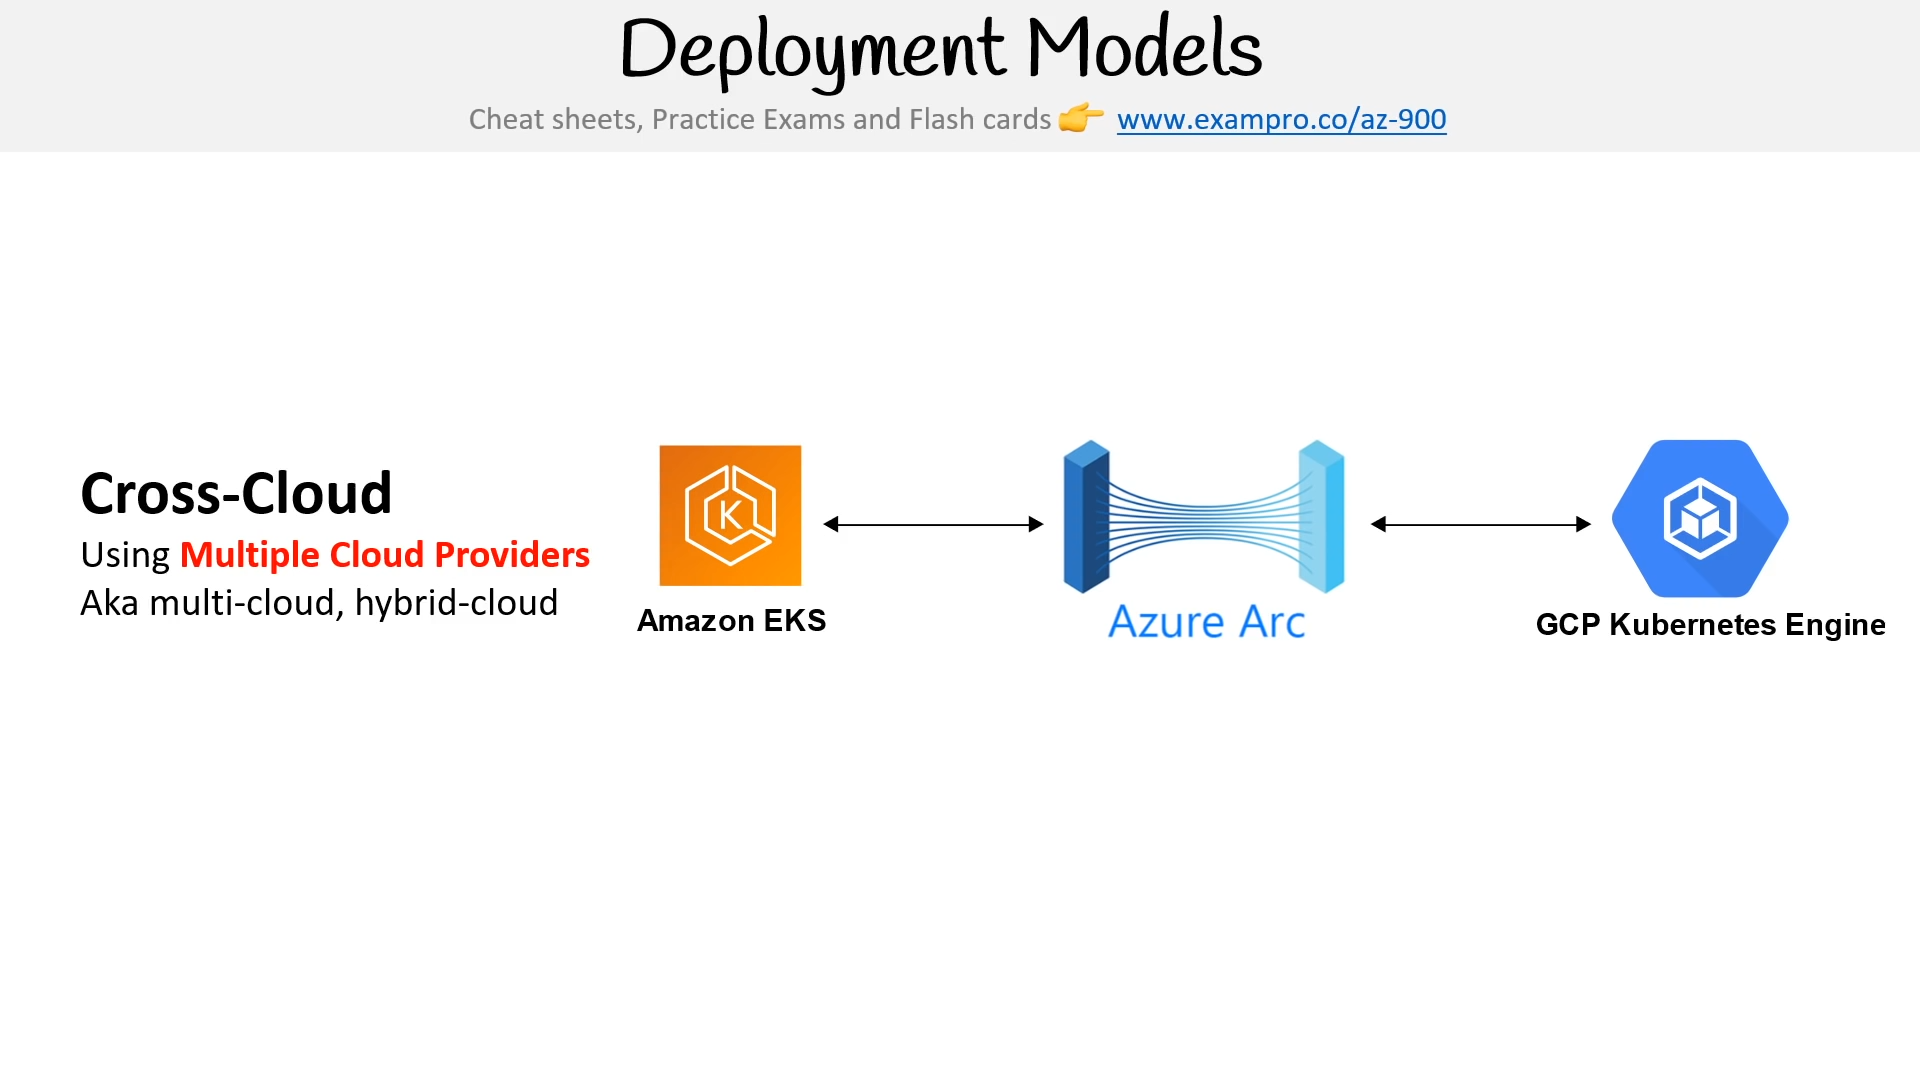 Deployment Models
Cheat sheets, Practice Exams and Flash cards 👉 www.exampro.co/az-900
Cross-Cloud
Using Multiple Cloud Providers
Aka multi-cloud, hybrid-cloud
K
Amazon EKS
Azure Arc
GCP Kubernetes Engine